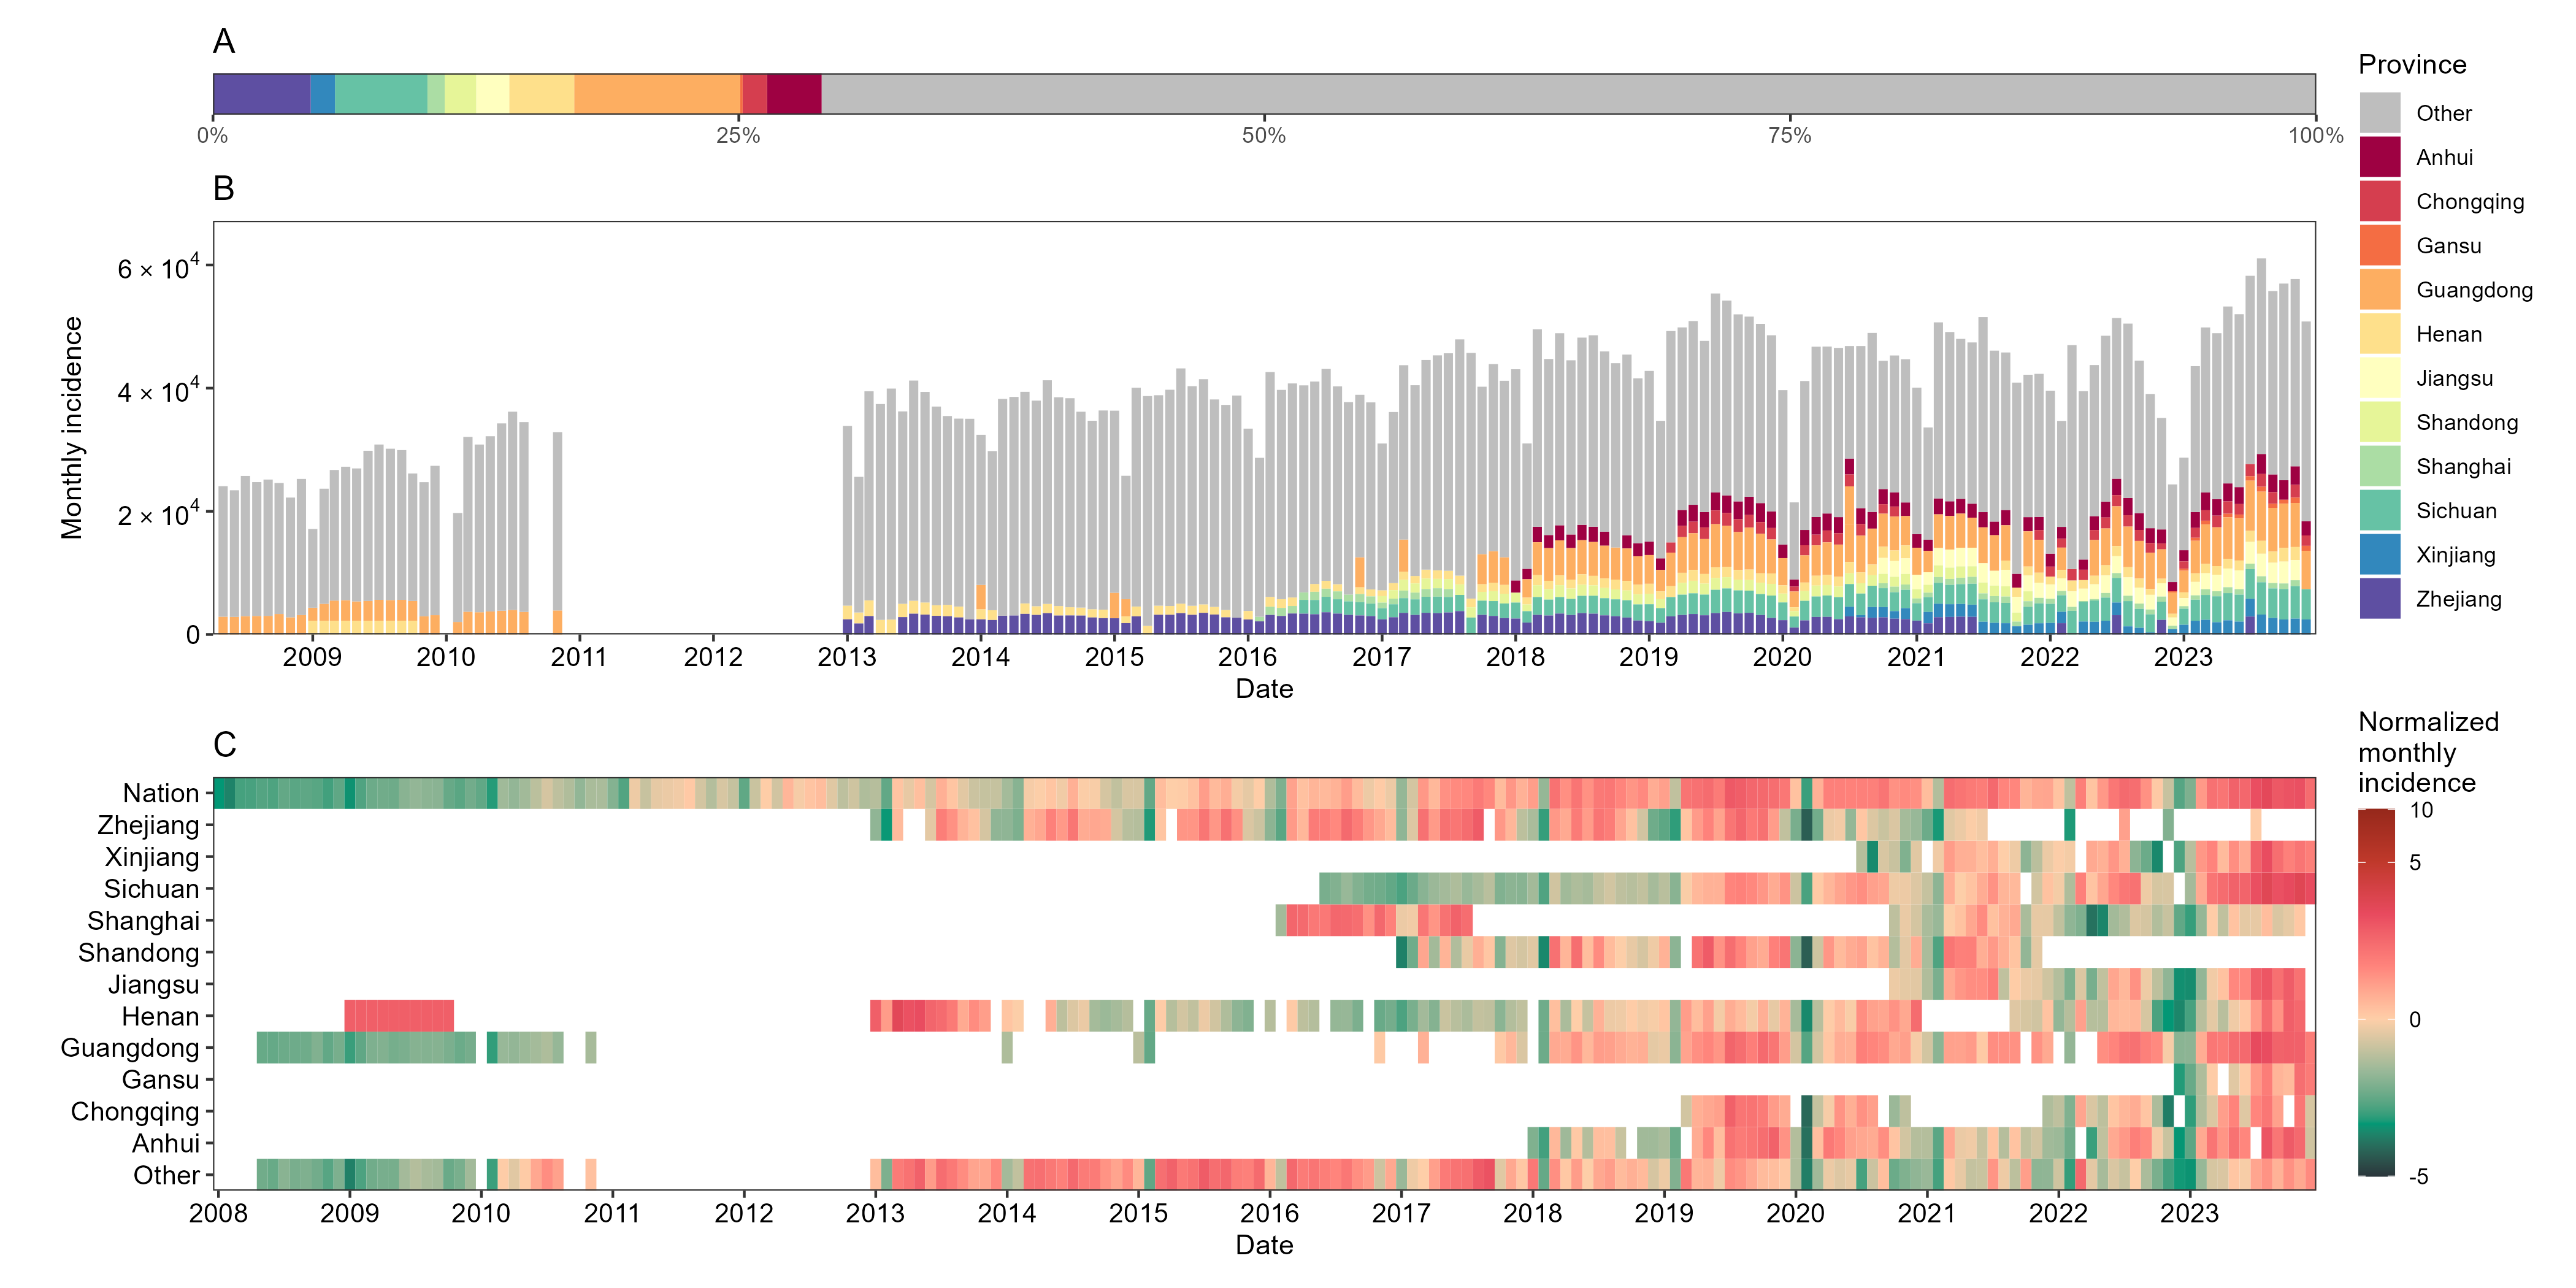 A
0%
25%
50%
75%
100%
B
Monthly incidence
6 × 10⁴
4 × 10⁴
2 × 10⁴
0
2009
2010
2011
2012
2013
2014
2015
2016
2017
2018
2019
2020
2021
2022
2023
Date
Province
Other
Anhui
Chongqing
Gansu
Guangdong
Henan
Jiangsu
Shandong
Shanghai
Sichuan
Xinjiang
Zhejiang
C
Nation
Zhejiang
Xinjiang
Sichuan
Shanghai
Shandong
Jiangsu
Henan
Guangdong
Gansu
Chongqing
Anhui
Other
2008
2009
2010
2011
2012
2013
2014
2015
2016
2017
2018
2019
2020
2021
2022
2023
Date
Normalized
monthly
incidence
10
5
0
-5